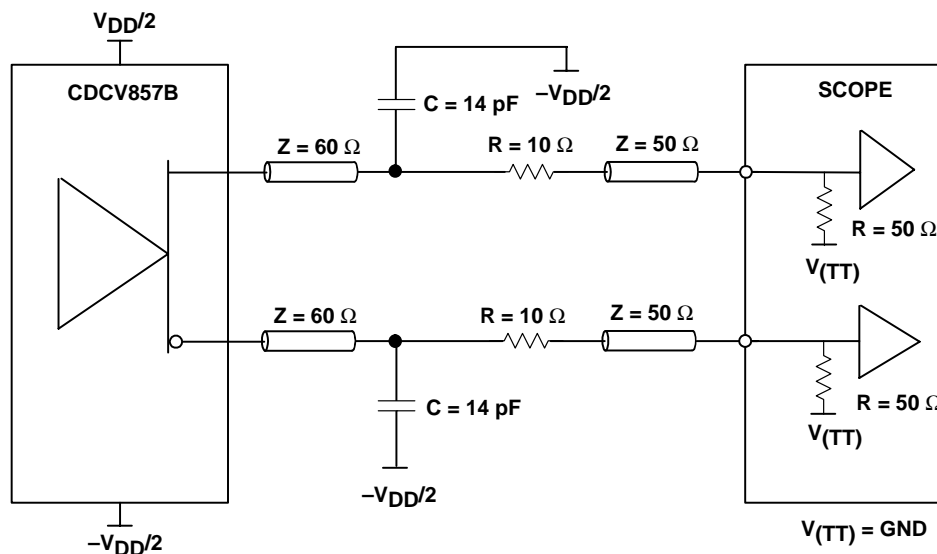 VDD/2
CDCV857B
SCOPE
–VDD/2
C = 14 pF
Z = 60 Ω
R = 10 Ω
Z = 50 Ω
R = 50 Ω
V(TT)
Z = 60 Ω
R = 10 Ω
Z = 50 Ω
C = 14 pF
R = 50 Ω
V(TT)
–VDD/2
–VDD/2
V(TT) = GND